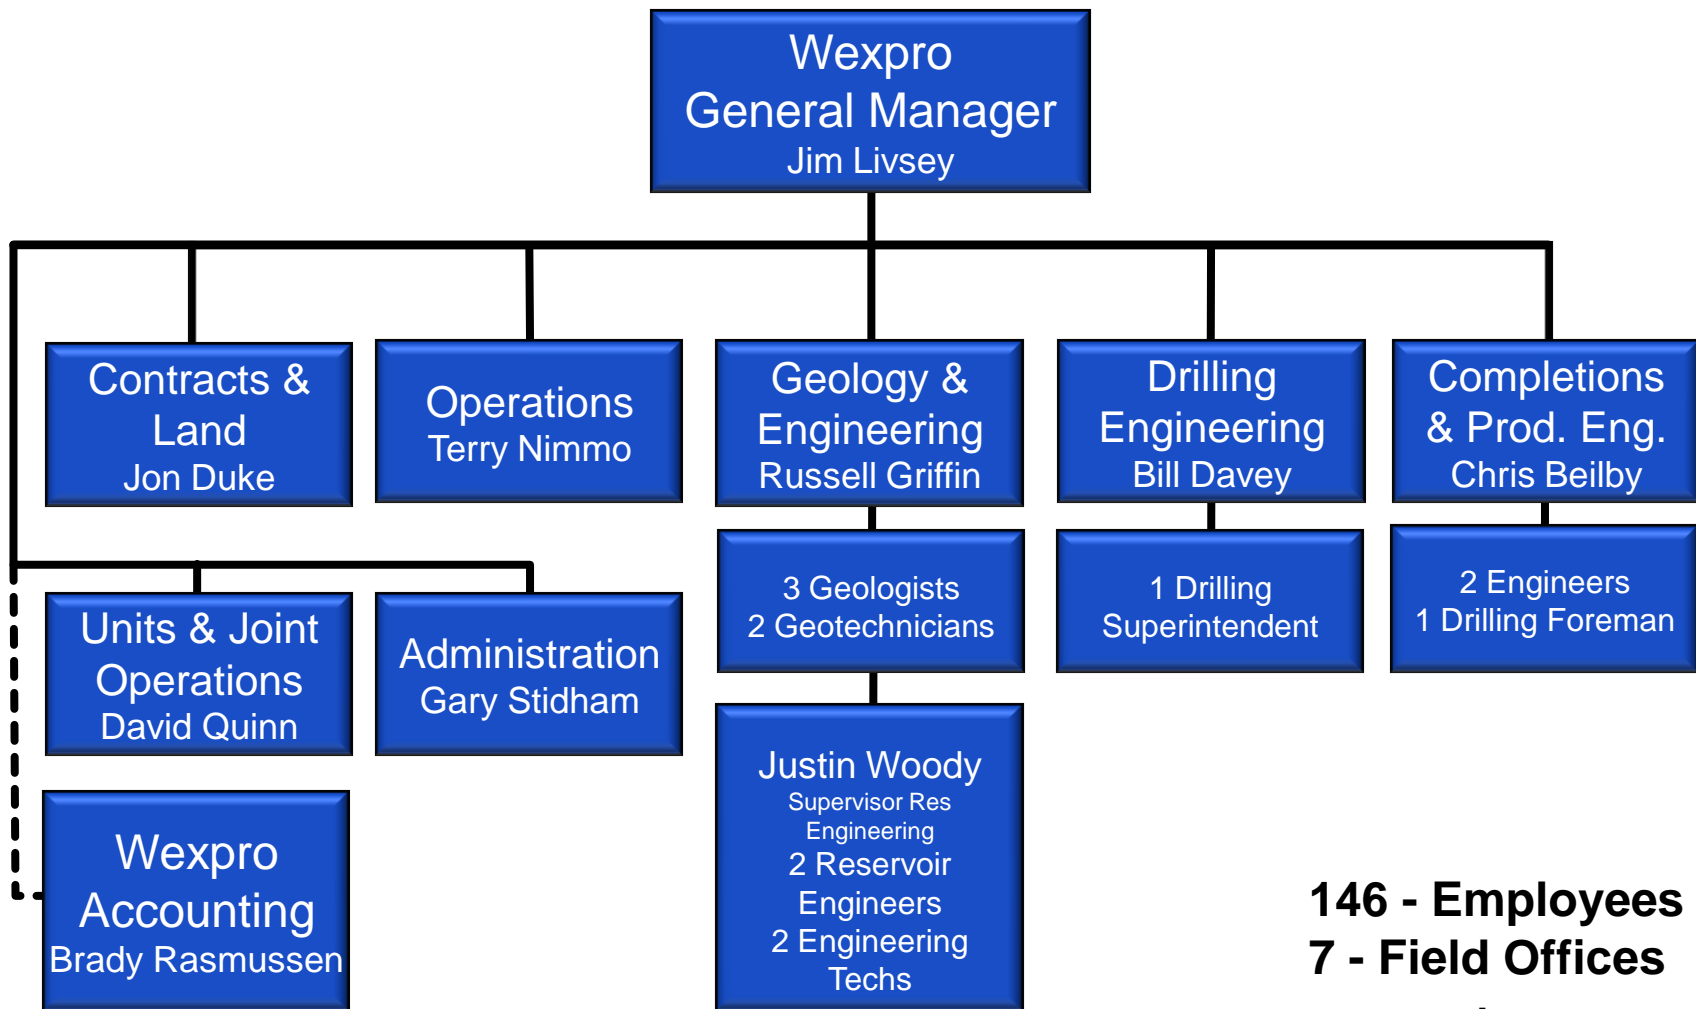 Wexpro
General Manager
Jim Livsey
Contracts &
Land
Jon Duke
Operations
Terry Nimmo
Geology &
Engineering
Russell Griffin
Drilling
Engineering
Bill Davey
Completions
& Prod. Eng.
Chris Beilby
3 Geologists
2 Geotechnicians
1 Drilling
Superintendent
2 Engineers
1 Drilling Foreman
Units & Joint
Operations
David Quinn
Administration
Gary Stidham
Justin Woody
Supervisor Res
Engineering
2 Reservoir
Engineers
2 Engineering
Techs
Wexpro
Accounting
Brady Rasmussen
146 - Employees
7 - Field Offices